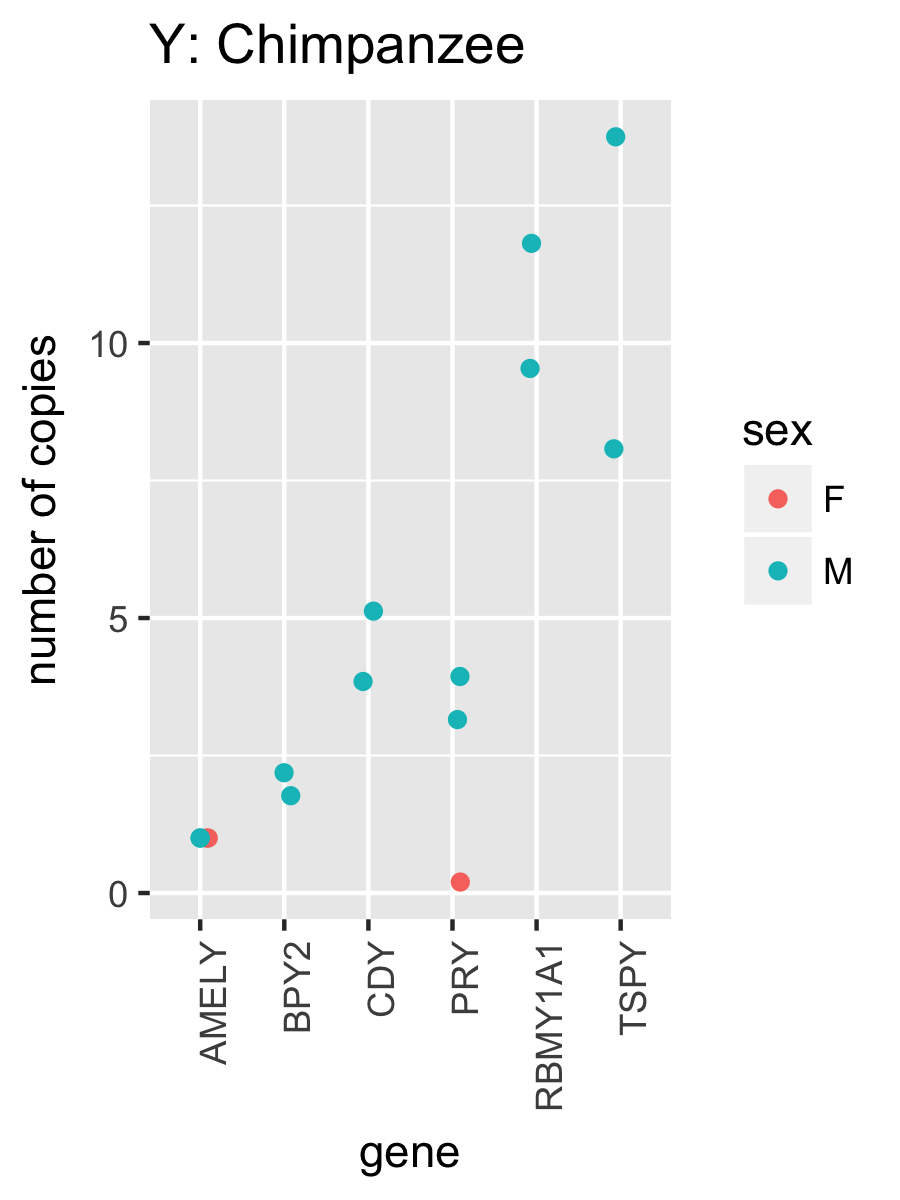 Y: Chimpanzee
number of copies
10
5
0
AMELY
BPY2
CDY
PRY
RBMY1A1
TSPY
gene
sex
F
M